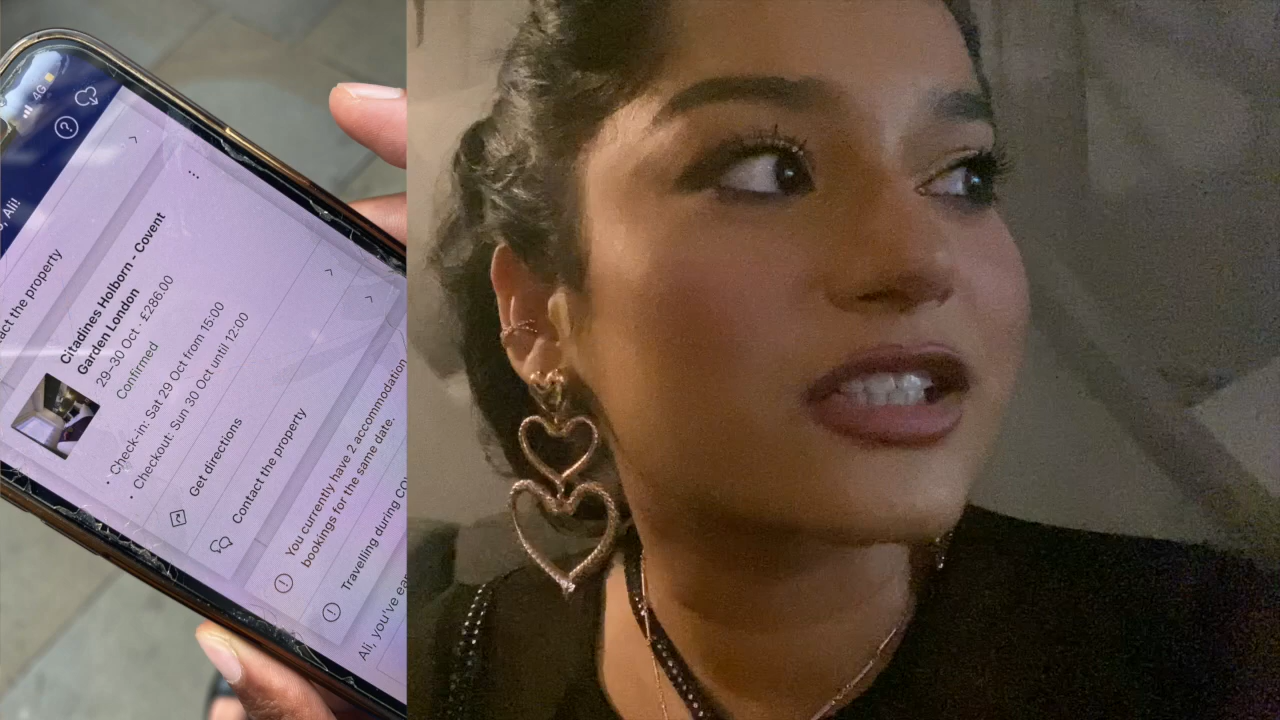 4G
, Ali!
act the property
Citadines Holborn - Covent
Garden London
29–30 Oct · £286.00
Confirmed
• Check-in: Sat 29 Oct from 15:00
• Checkout: Sun 30 Oct until 12:00
Get directions
Contact the property
You currently have 2 accommodation
bookings for the same date.
Travelling during CO
Ali, you've ea